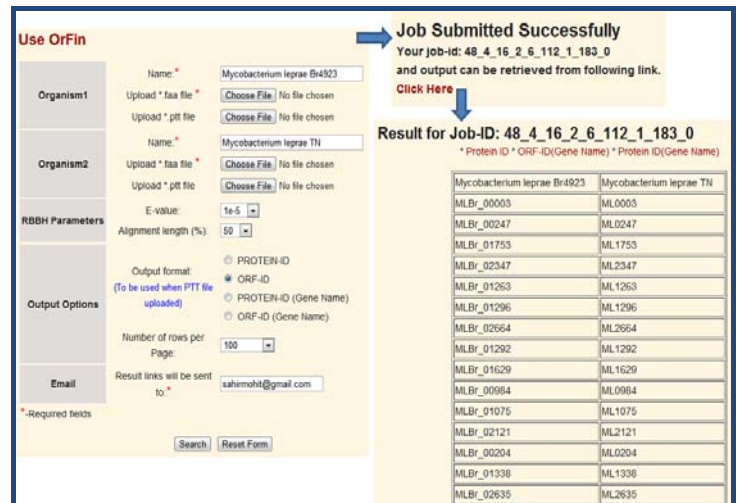 Use OrFin
Organism1
Name:*
Mycobacterium leprae Br4923
Upload *.faa file *
Choose File No file chosen
Upload *.ptt file
Choose File No file chosen
Organism2
Name:*
Mycobacterium leprae TN
Upload *.faa file *
Choose File No file chosen
Upload *.ptt file
Choose File No file chosen
RBBH Parameters
E-value:
1e-5
Alignment length (%):
50
Output Options
Output format:
(To be used when PTT file
uploaded)
PROTEIN-ID
ORF-ID
PROTEIN-ID (Gene Name)
ORF-ID (Gene Name)
Number of rows per
Page:
100
Email
Result links will be sent
to:*
sahirmohit@gmail.com
*-Required fields
Search Reset Form
Job Submitted Successfully
Your job-id: 48_4_16_2_6_112_1_183_0
and output can be retrieved from following link.
Click Here
Result for Job-ID: 48_4_16_2_6_112_1_183_0
* Protein ID * ORF-ID(Gene Name) * Protein ID(Gene Name)
Mycobacterium leprae Br4923 Mycobacterium leprae TN
MLBr_00003 ML0003
MLBr_00247 ML0247
MLBr_01753 ML1753
MLBr_02347 ML2347
MLBr_01263 ML1263
MLBr_01296 ML1296
MLBr_02664 ML2664
MLBr_01292 ML1292
MLBr_01629 ML1629
MLBr_00984 ML0984
MLBr_01075 ML1075
MLBr_02121 ML2121
MLBr_00204 ML0204
MLBr_01338 ML1338
MLBr_02635 ML2635